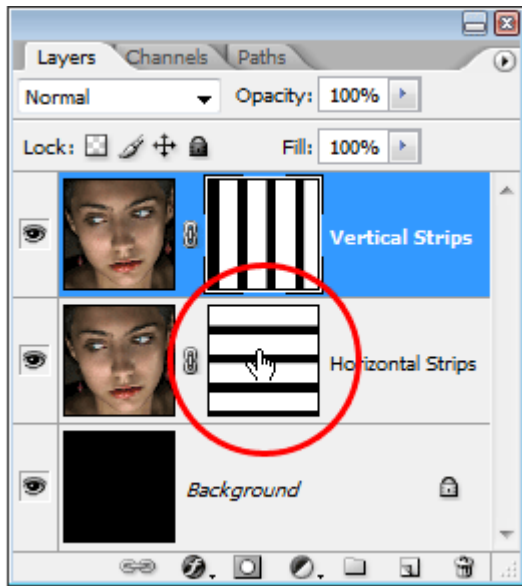 Layers Channels Paths
Normal Opacity: 100%
Lock: Fill: 100%
Vertical Strips
Horizontal Strips
Background